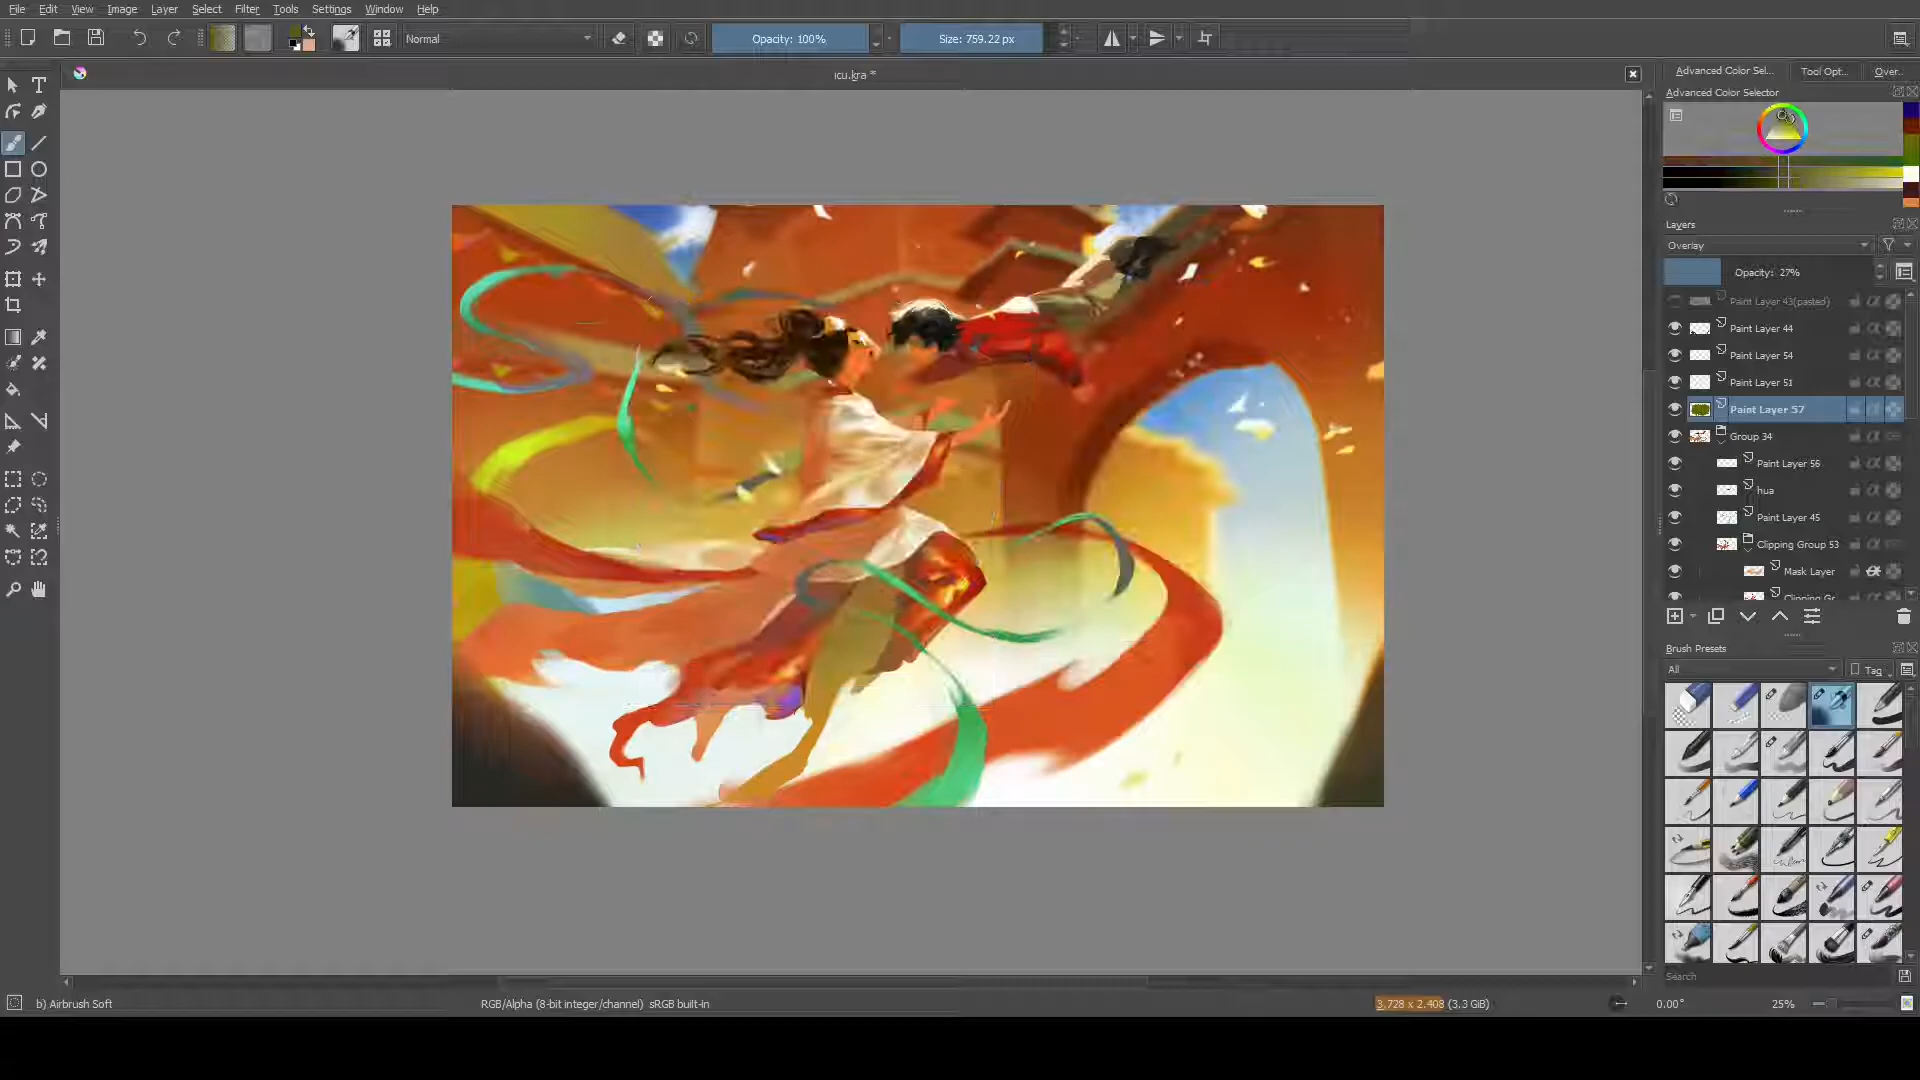 File Edit View Image Layer Select Filter Tools Settings Window Help
Normal
Opacity: 100%
Size: 759.22 px
icu.kra *
Advanced Color Sel...
Tool Opt...
Over...
Advanced Color Selector
Layers
Overlay
Opacity: 27%
Paint Layer 43(pasted)
Paint Layer 44
Paint Layer 54
Paint Layer 51
Paint Layer 57
Group 34
Paint Layer 56
hua
Paint Layer 45
Clipping Group 53
Mask Layer
Clipping Gr
Brush Presets
All
Tag
Search
b) Airbrush Soft
RGB/Alpha (8-bit integer/channel) sRGB built-in
3.728 x 2.408 (3.3 GiB)
0.00°
25%